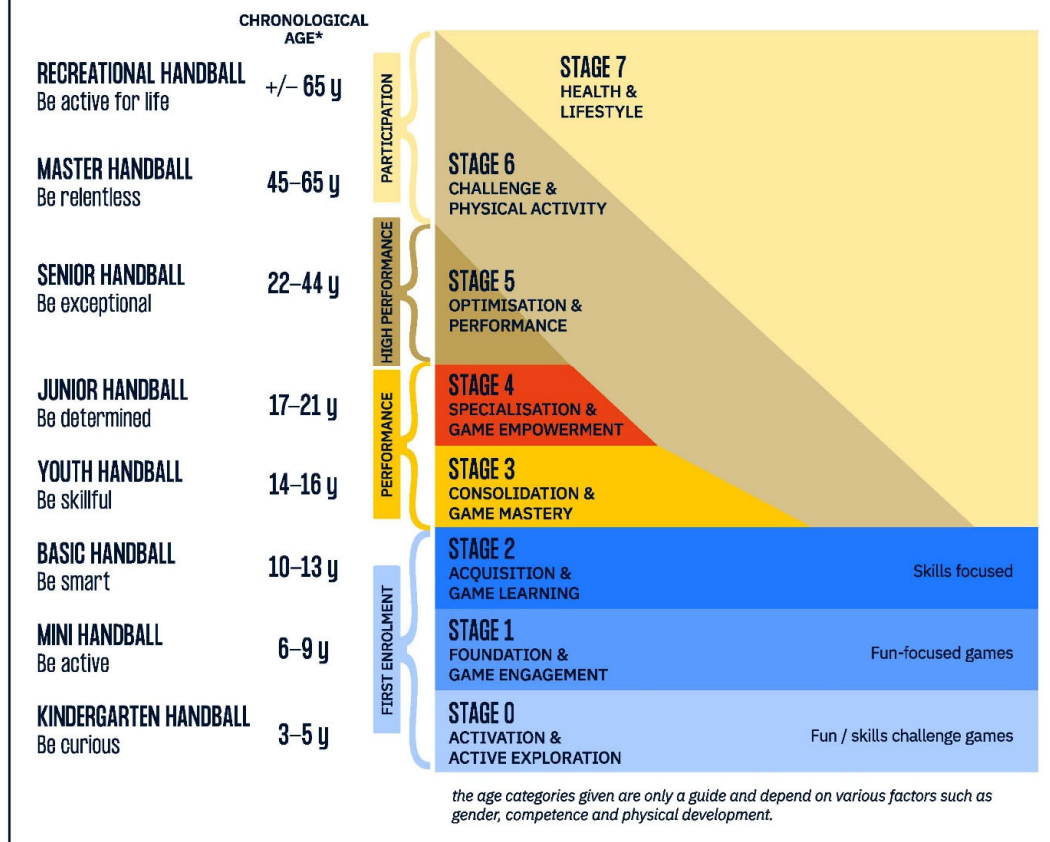 CHRONOLOGICAL
AGE*
RECREATIONAL HANDBALL
Be active for life
+/– 65 y
PARTICIPATION
STAGE 7
HEALTH &
LIFESTYLE
MASTER HANDBALL
Be relentless
45–65 y
STAGE 6
CHALLENGE &
PHYSICAL ACTIVITY
SENIOR HANDBALL
Be exceptional
22–44 y
HIGH PERFORMANCE
STAGE 5
OPTIMISATION &
PERFORMANCE
JUNIOR HANDBALL
Be determined
17–21 y
PERFORMANCE
STAGE 4
SPECIALISATION &
GAME EMPOWERMENT
YOUTH HANDBALL
Be skillful
14–16 y
STAGE 3
CONSOLIDATION &
GAME MASTERY
BASIC HANDBALL
Be smart
10–13 y
FIRST ENROLMENT
STAGE 2
ACQUISITION &
GAME LEARNING
Skills focused
MINI HANDBALL
Be active
6–9 y
STAGE 1
FOUNDATION &
GAME ENGAGEMENT
Fun-focused games
KINDERGARTEN HANDBALL
Be curious
3–5 y
STAGE 0
ACTIVATION &
ACTIVE EXPLORATION
Fun / skills challenge games
the age categories given are only a guide and depend on various factors such as
gender, competence and physical development.